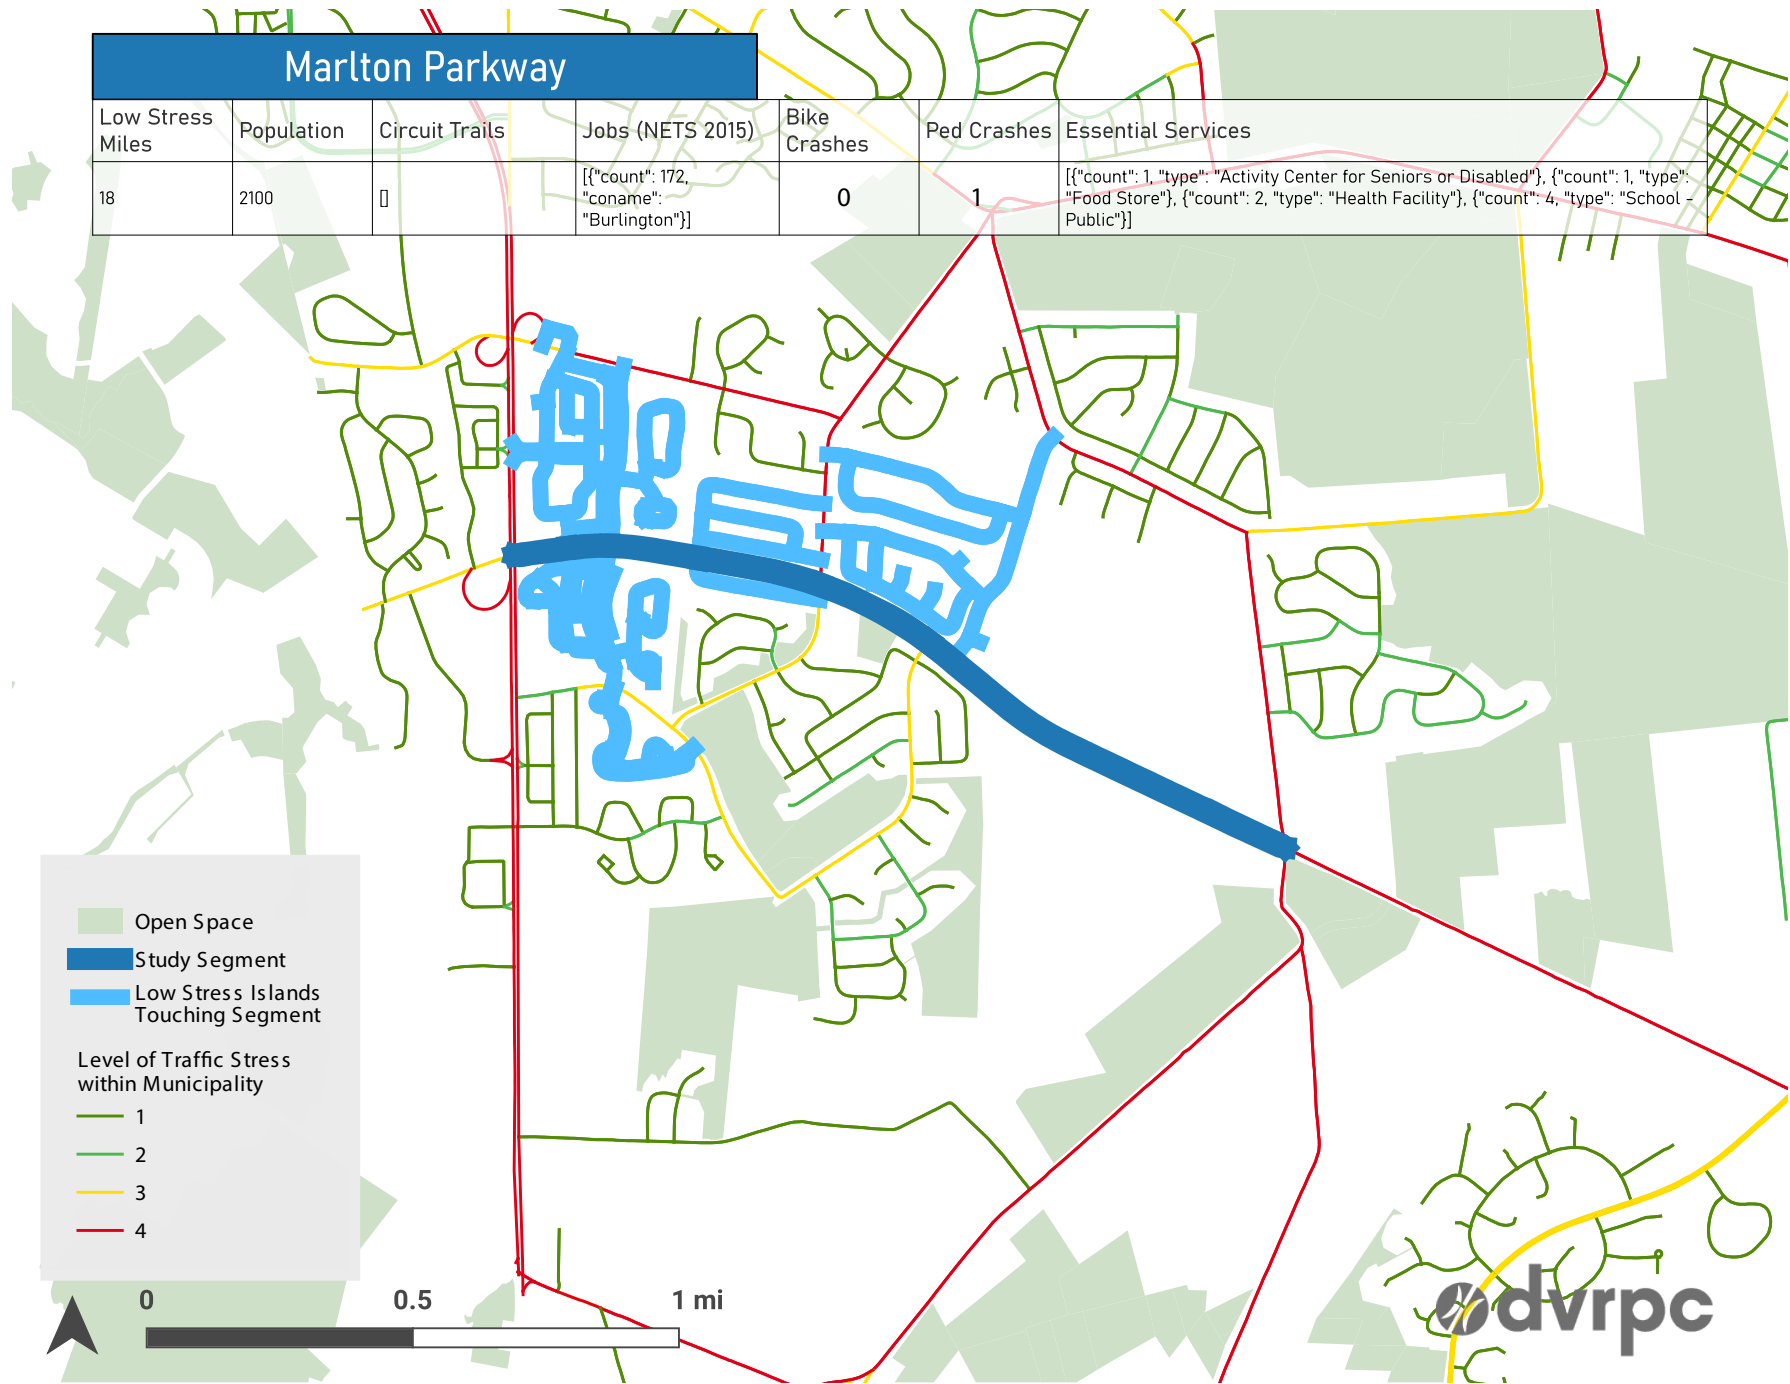 Marlton Parkway
Low Stress
Miles
Population
Circuit Trails
Jobs (NETS 2015)
Bike
Crashes
Ped Crashes
Essential Services
18
2100
[]
[{"count": 172,
"coname":
"Burlington"}]
0
1
[{"count": 1, "type": "Activity Center for Seniors or Disabled"}, {"count": 1, "type":
"Food Store"}, {"count": 2, "type": "Health Facility"}, {"count": 4, "type": "School -
Public"}]
Open Space
Study Segment
Low Stress Islands
Touching Segment
Level of Traffic Stress
within Municipality
1
2
3
4
0
0.5
1 mi
dvrpc